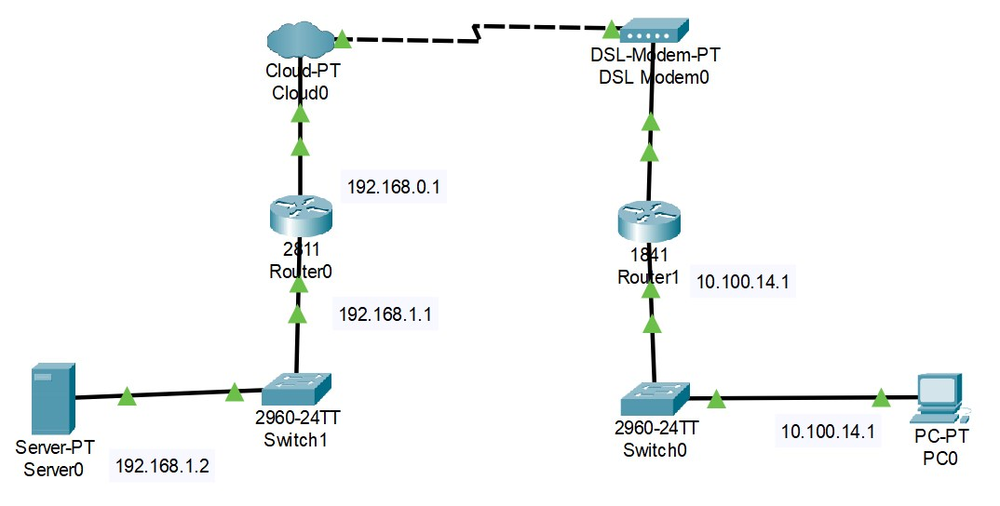 Cloud-PT
Cloud0
DSL-Modem-PT
DSL Modem0
192.168.0.1
2811
Router0
1841
Router1
10.100.14.1
192.168.1.1
2960-24TT
Switch1
2960-24TT
Switch0
10.100.14.1
PC-PT
PC0
Server-PT
Server0
192.168.1.2